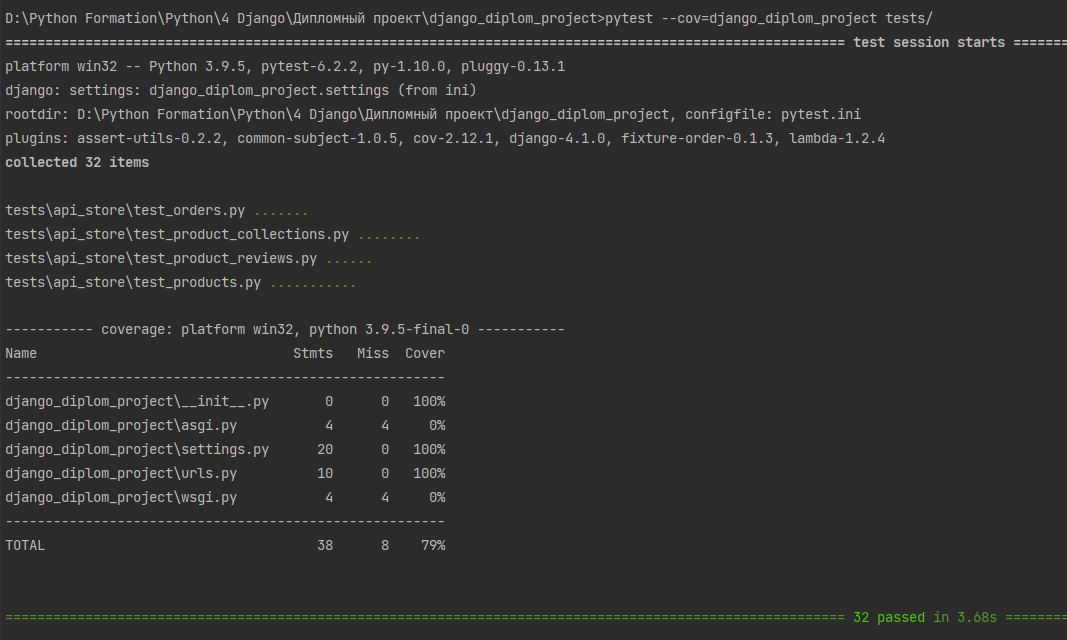 D:\Python Formation\Python\4 Django\Дипломный проект\django_diplom_project>pytest --cov=django_diplom_project tests/
========================================================================================================= test session starts =======
platform win32 -- Python 3.9.5, pytest-6.2.2, py-1.10.0, pluggy-0.13.1
django: settings: django_diplom_project.settings (from ini)
rootdir: D:\Python Formation\Python\4 Django\Дипломный проект\django_diplom_project, configfile: pytest.ini
plugins: assert-utils-0.2.2, common-subject-1.0.5, cov-2.12.1, django-4.1.0, fixture-order-0.1.3, lambda-1.2.4
collected 32 items
tests\api_store\test_orders.py .......
tests\api_store\test_product_collections.py ........
tests\api_store\test_product_reviews.py ......
tests\api_store\test_products.py ...........
----------- coverage: platform win32, python 3.9.5-final-0 -----------
Name                                Stmts   Miss  Cover
-------------------------------------------------------
django_diplom_project\__init__.py       0      0   100%
django_diplom_project\asgi.py           4      4     0%
django_diplom_project\settings.py      20      0   100%
django_diplom_project\urls.py          10      0   100%
django_diplom_project\wsgi.py           4      4     0%
-------------------------------------------------------
TOTAL                                  38      8    79%
========================================================================================================= 32 passed in 3.68s ========